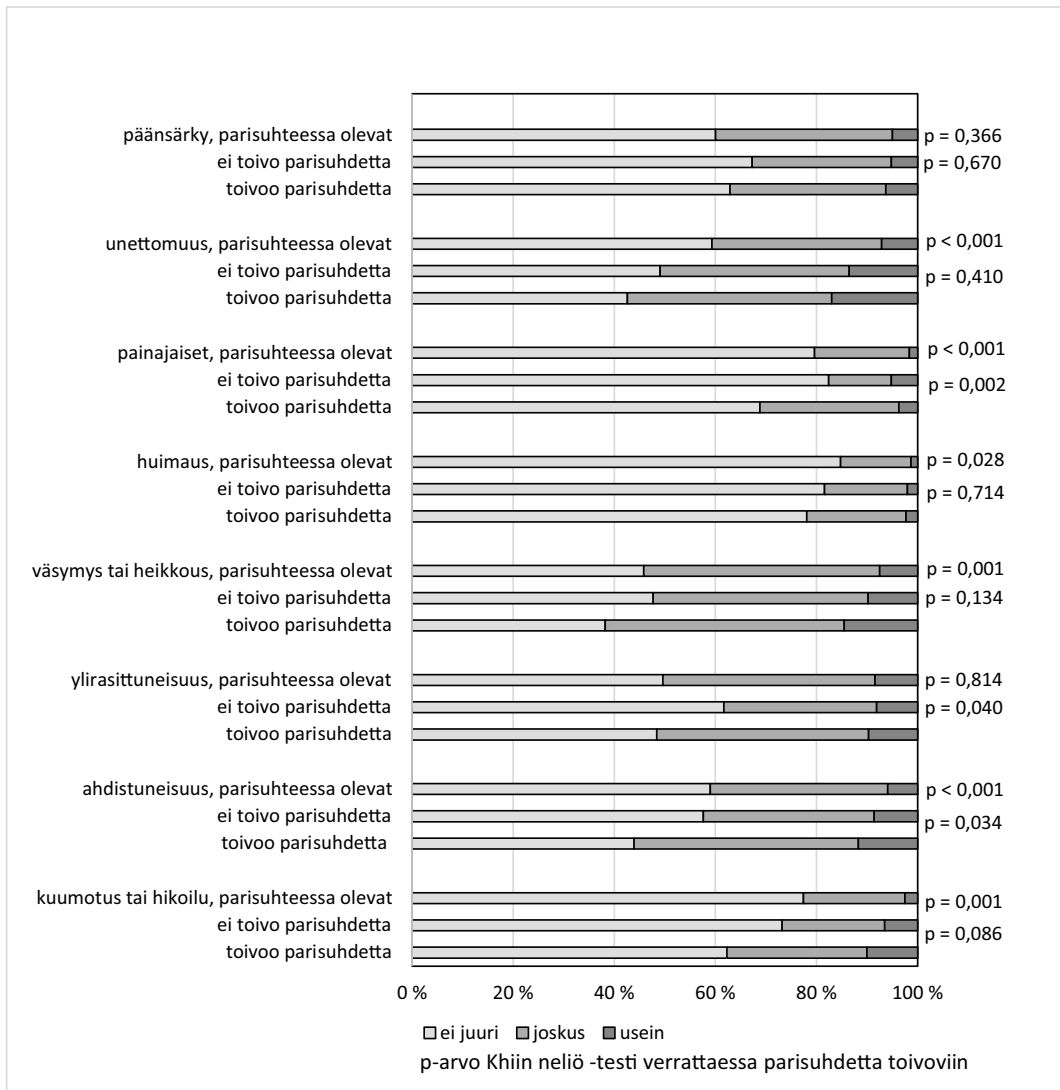 päänsärky, parisuhteessa olevat p = 0,366
ei toivo parisuhdetta p = 0,670
toivoo parisuhdetta
unettomuus, parisuhteessa olevat p < 0,001
ei toivo parisuhdetta p = 0,410
toivoo parisuhdetta
painajaiset, parisuhteessa olevat p < 0,001
ei toivo parisuhdetta p = 0,002
toivoo parisuhdetta
huimaus, parisuhteessa olevat p = 0,028
ei toivo parisuhdetta p = 0,714
toivoo parisuhdetta
väsymys tai heikkous, parisuhteessa olevat p = 0,001
ei toivo parisuhdetta p = 0,134
toivoo parisuhdetta
ylirasittuneisuus, parisuhteessa olevat p = 0,814
ei toivo parisuhdetta p = 0,040
toivoo parisuhdetta
ahdistuneisuus, parisuhteessa olevat p < 0,001
ei toivo parisuhdetta p = 0,034
toivoo parisuhdetta
kuumotus tai hikoilu, parisuhteessa olevat p = 0,001
ei toivo parisuhdetta p = 0,086
toivoo parisuhdetta
0 % 20 % 40 % 60 % 80 % 100 %
ei juuri joskus usein
p-arvo Khiin neliö -testi verrattaessa parisuhdetta toivoviin